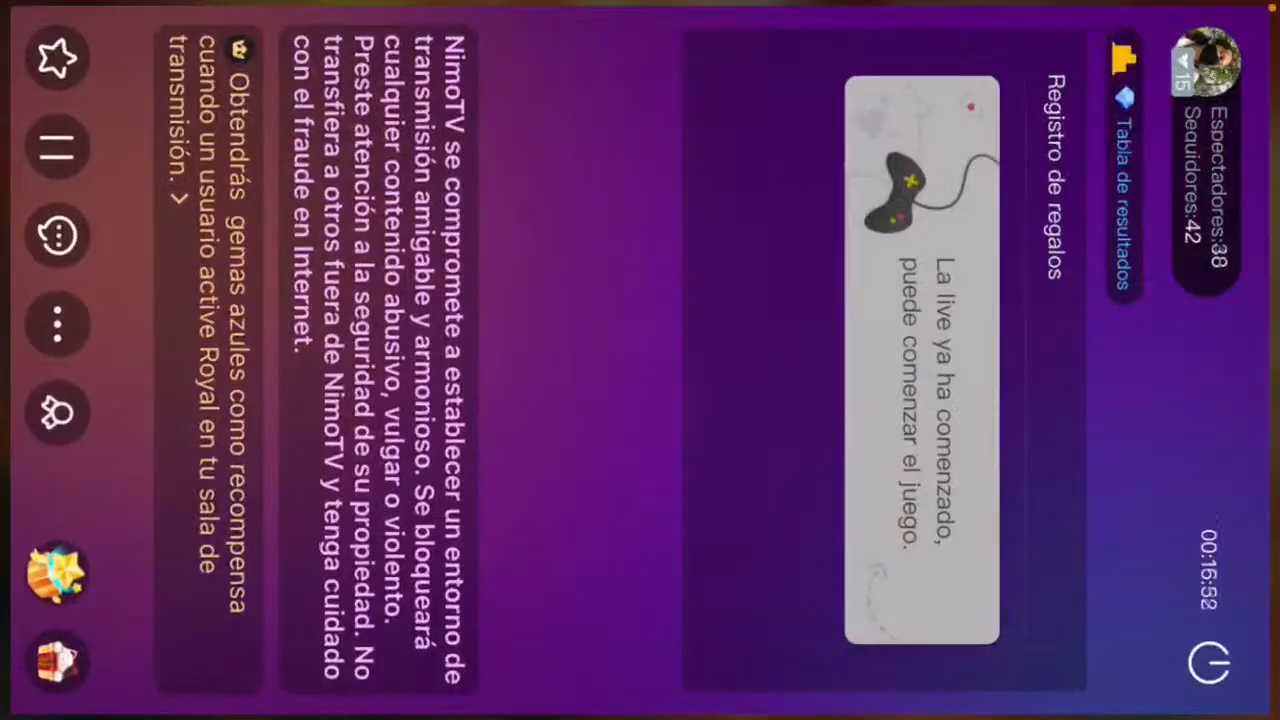 15
Espectadores:38
Seguidores:42
00:16:52
Tabla de resultados
Registro de regalos
La live ya ha comenzado,
puede comenzar el juego.
NimoTV se compromete a establecer un entorno de
transmisión amigable y armonioso. Se bloqueará
cualquier contenido abusivo, vulgar o violento.
Preste atención a la seguridad de su propiedad. No
transfiera a otros fuera de NimoTV y tenga cuidado
con el fraude en Internet.
Obtendrás gemas azules como recompensa
cuando un usuario active Royal en tu sala de
transmisión. >